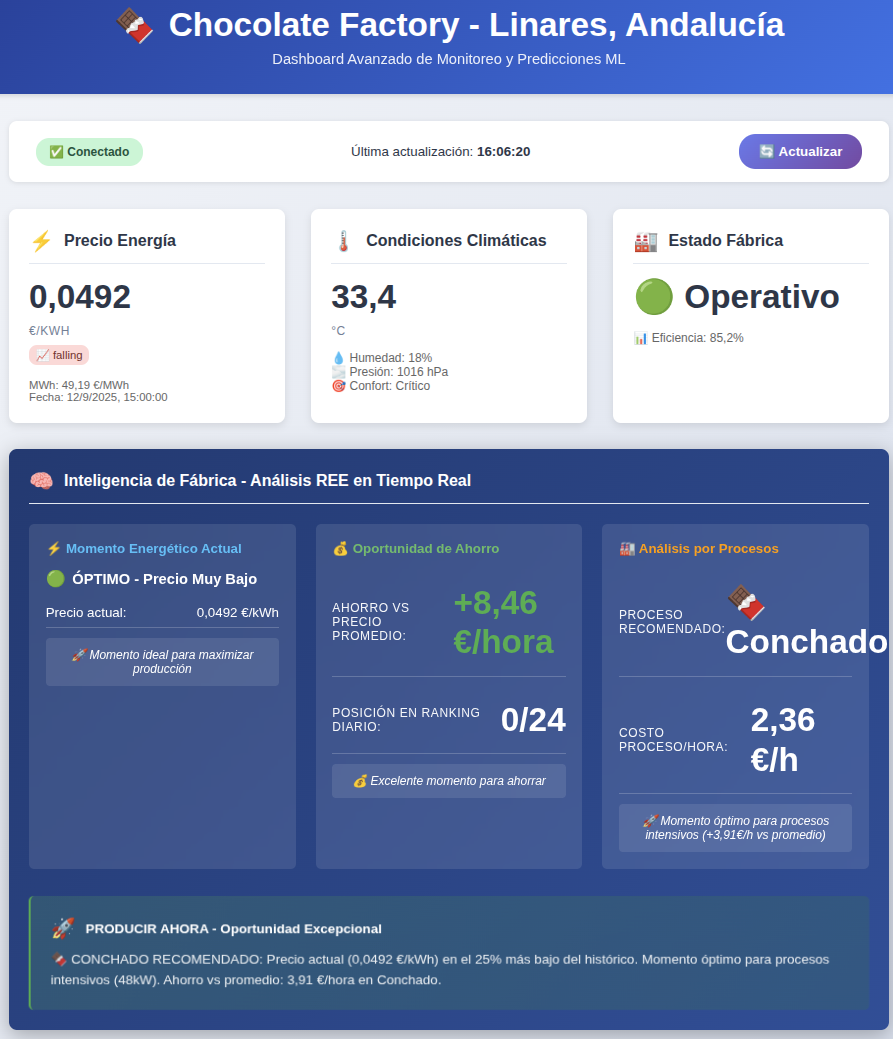 🍫 Chocolate Factory - Linares, Andalucía
Dashboard Avanzado de Monitoreo y Predicciones ML
✅ Conectado
Última actualización: 16:06:20
🔄 Actualizar
⚡ Precio Energía
0,0492
€/KWH
📈 falling
MWh: 49,19 €/MWh
Fecha: 12/9/2025, 15:00:00
🌡️ Condiciones Climáticas
33,4
°C
💧 Humedad: 18%
🌫️ Presión: 1016 hPa
🎯 Confort: Crítico
🏭 Estado Fábrica
🟢 Operativo
📊 Eficiencia: 85,2%
🧠 Inteligencia de Fábrica - Análisis REE en Tiempo Real
⚡ Momento Energético Actual
🟢 ÓPTIMO - Precio Muy Bajo
Precio actual: 0,0492 €/kWh
🚀 Momento ideal para maximizar
producción
💰 Oportunidad de Ahorro
AHORRO VS
PRECIO
PROMEDIO:
+8,46
€/hora
POSICIÓN EN RANKING
DIARIO:
0/24
💰 Excelente momento para ahorrar
🏭 Análisis por Procesos
PROCESO
RECOMENDADO:
🍫
Conchado
COSTO
PROCESO/HORA:
2,36
€/h
🚀 Momento óptimo para procesos
intensivos (+3,91€/h vs promedio)
🚀 PRODUCIR AHORA - Oportunidad Excepcional
🍫 CONCHADO RECOMENDADO: Precio actual (0,0492 €/kWh) en el 25% más bajo del histórico. Momento óptimo para procesos
intensivos (48kW). Ahorro vs promedio: 3,91 €/hora en Conchado.